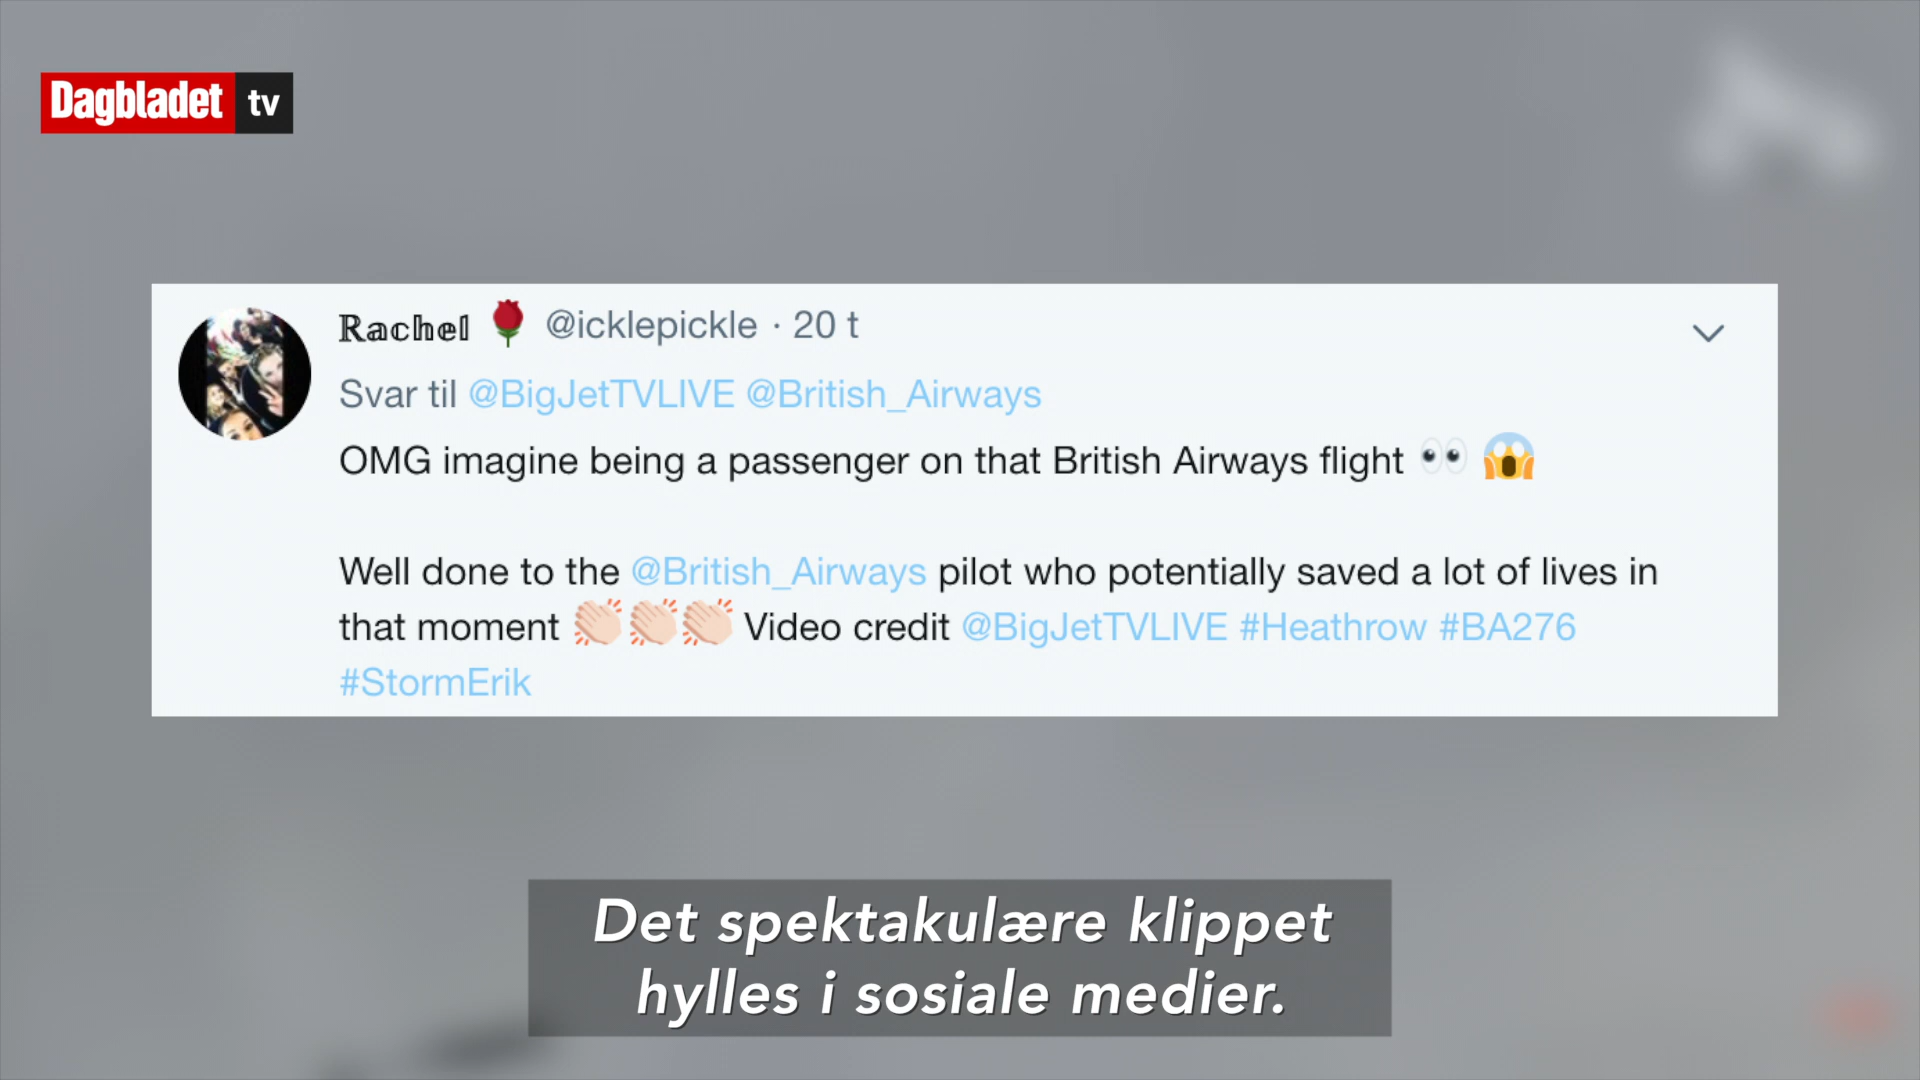 Dagbladet tv
Rachel 🌹 @icklepickle · 20 t
Svar til @BigJetTVLIVE @British_Airways
OMG imagine being a passenger on that British Airways flight 👀 😱
Well done to the @British_Airways pilot who potentially saved a lot of lives in
that moment 👏🏻👏🏻👏🏻 Video credit @BigJetTVLIVE #Heathrow #BA276
#StormErik
Det spektakulære klippet
hylles i sosiale medier.